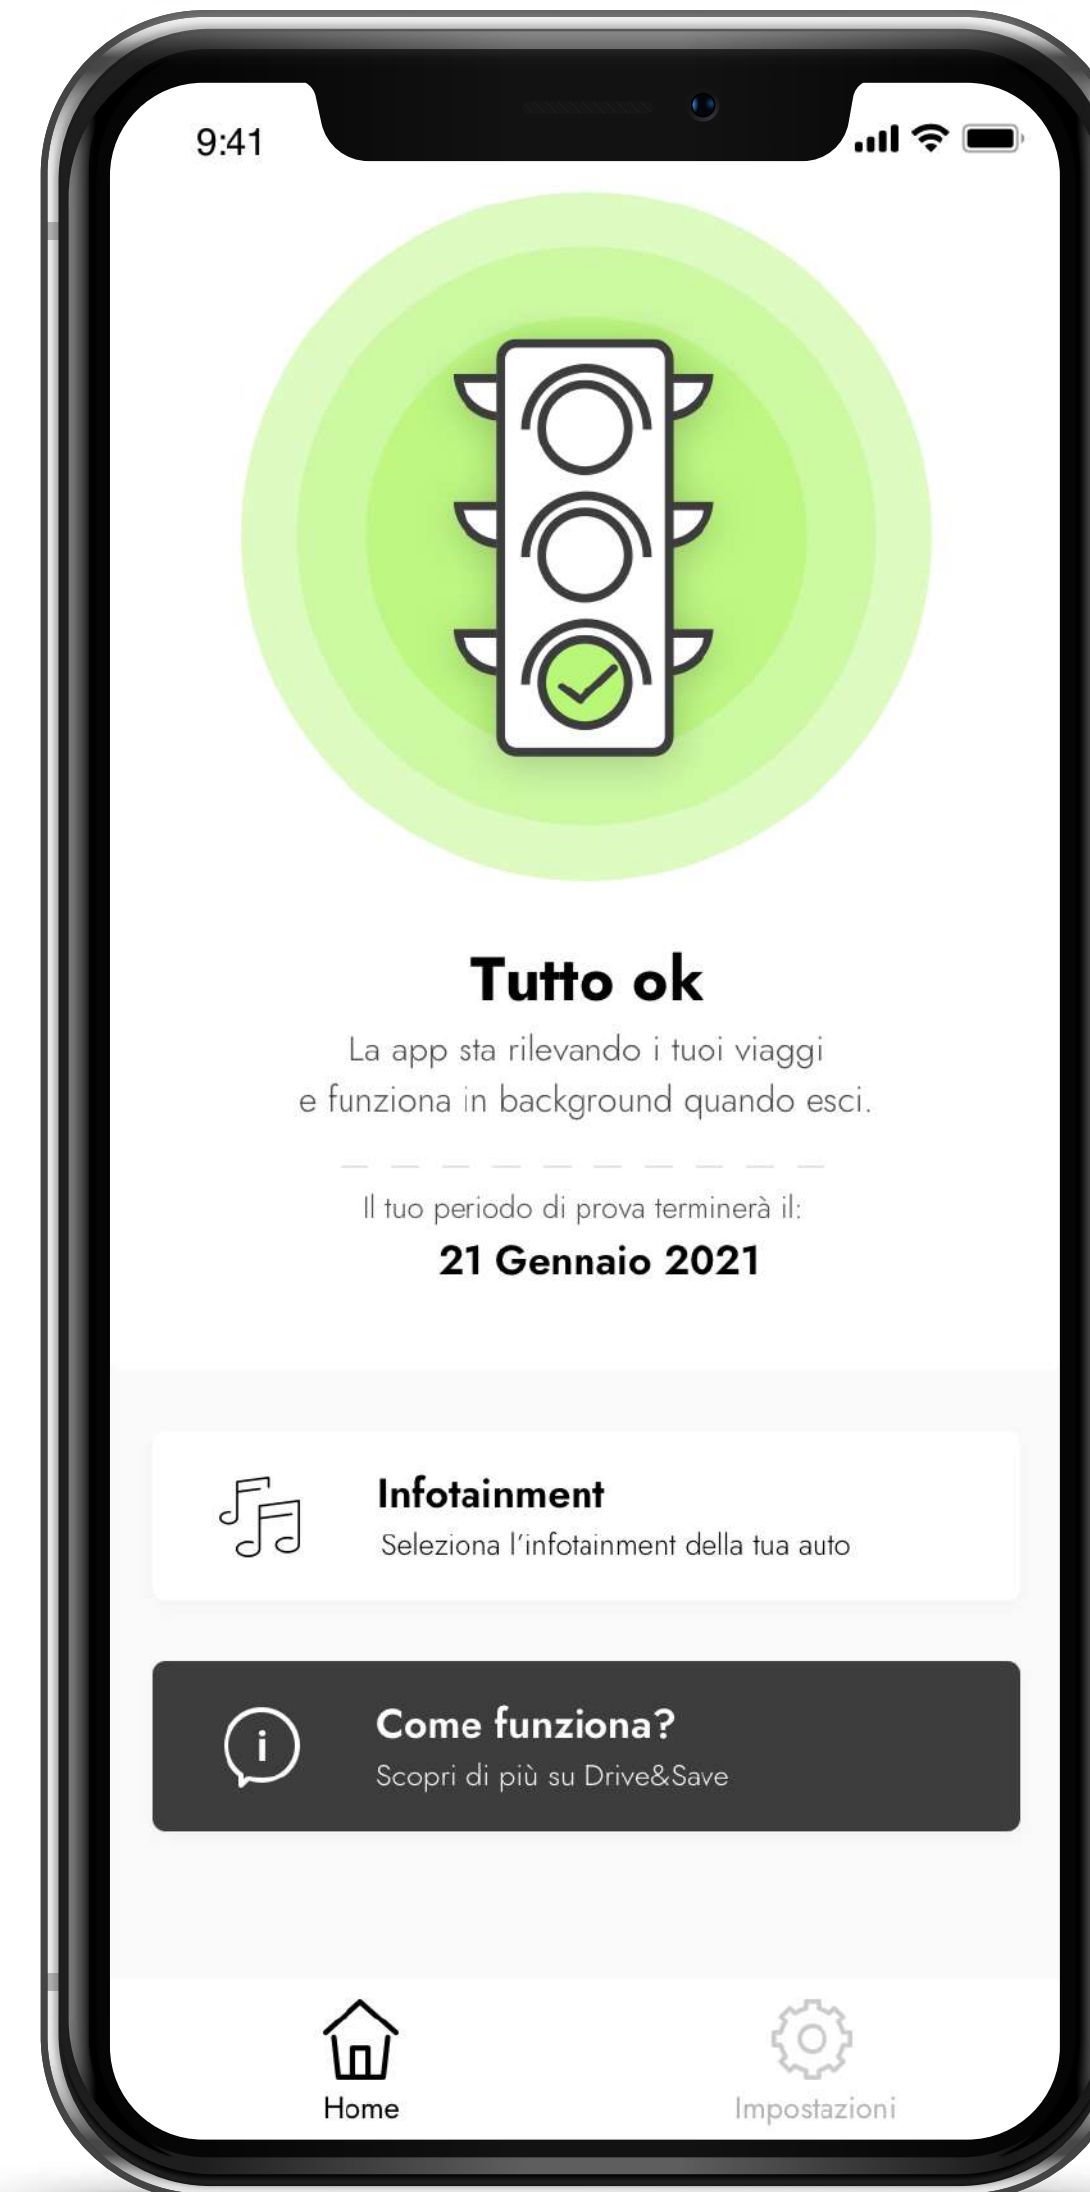 9:41
Tutto ok
La app sta rilevando i tuoi viaggi
e funziona in background quando esci.
Il tuo periodo di prova terminerà il:
21 Gennaio 2021
Infotainment
Seleziona l'infotainment della tua auto
i
Come funziona?
Scopri di più su Drive&Save
Home
Impostazioni